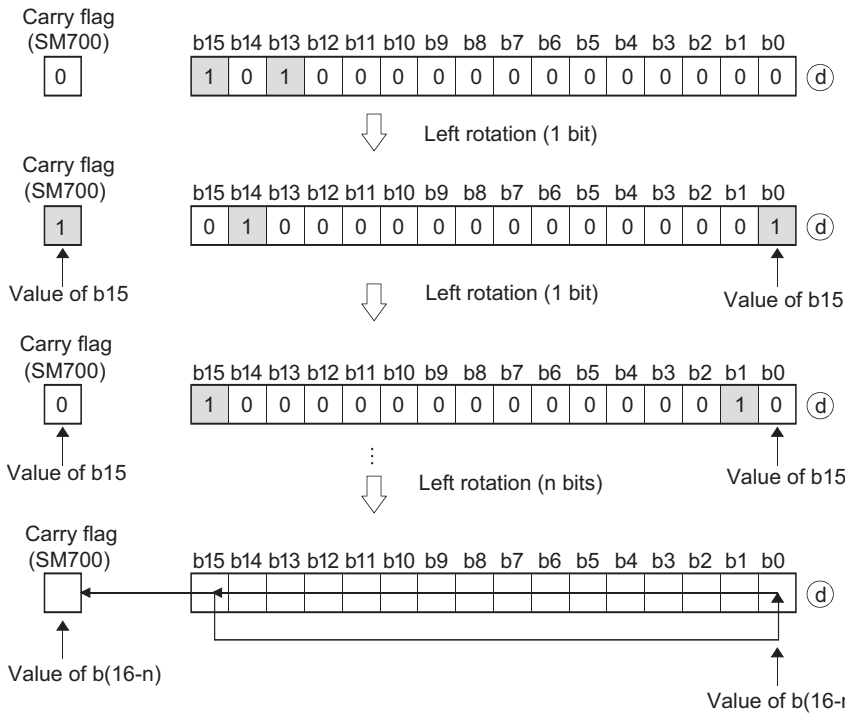 Carry flag
(SM700)
b15 b14 b13 b12 b11 b10 b9 b8 b7 b6 b5 b4 b3 b2 b1 b0
0 1 0 1 0 0 0 0 0 0 0 0 0 0 0 0 0 d
Left rotation (1 bit)
Carry flag
(SM700)
b15 b14 b13 b12 b11 b10 b9 b8 b7 b6 b5 b4 b3 b2 b1 b0
1 0 1 0 0 0 0 0 0 0 0 0 0 0 0 0 1 d
Value of b15 Left rotation (1 bit) Value of b15
Carry flag
(SM700)
b15 b14 b13 b12 b11 b10 b9 b8 b7 b6 b5 b4 b3 b2 b1 b0
0 1 0 0 0 0 0 0 0 0 0 0 0 0 0 1 0 d
Value of b15 Value of b15
⋮
Left rotation (n bits)
Carry flag
(SM700)
b15 b14 b13 b12 b11 b10 b9 b8 b7 b6 b5 b4 b3 b2 b1 b0
d
Value of b(16-n)
Value of b(16-